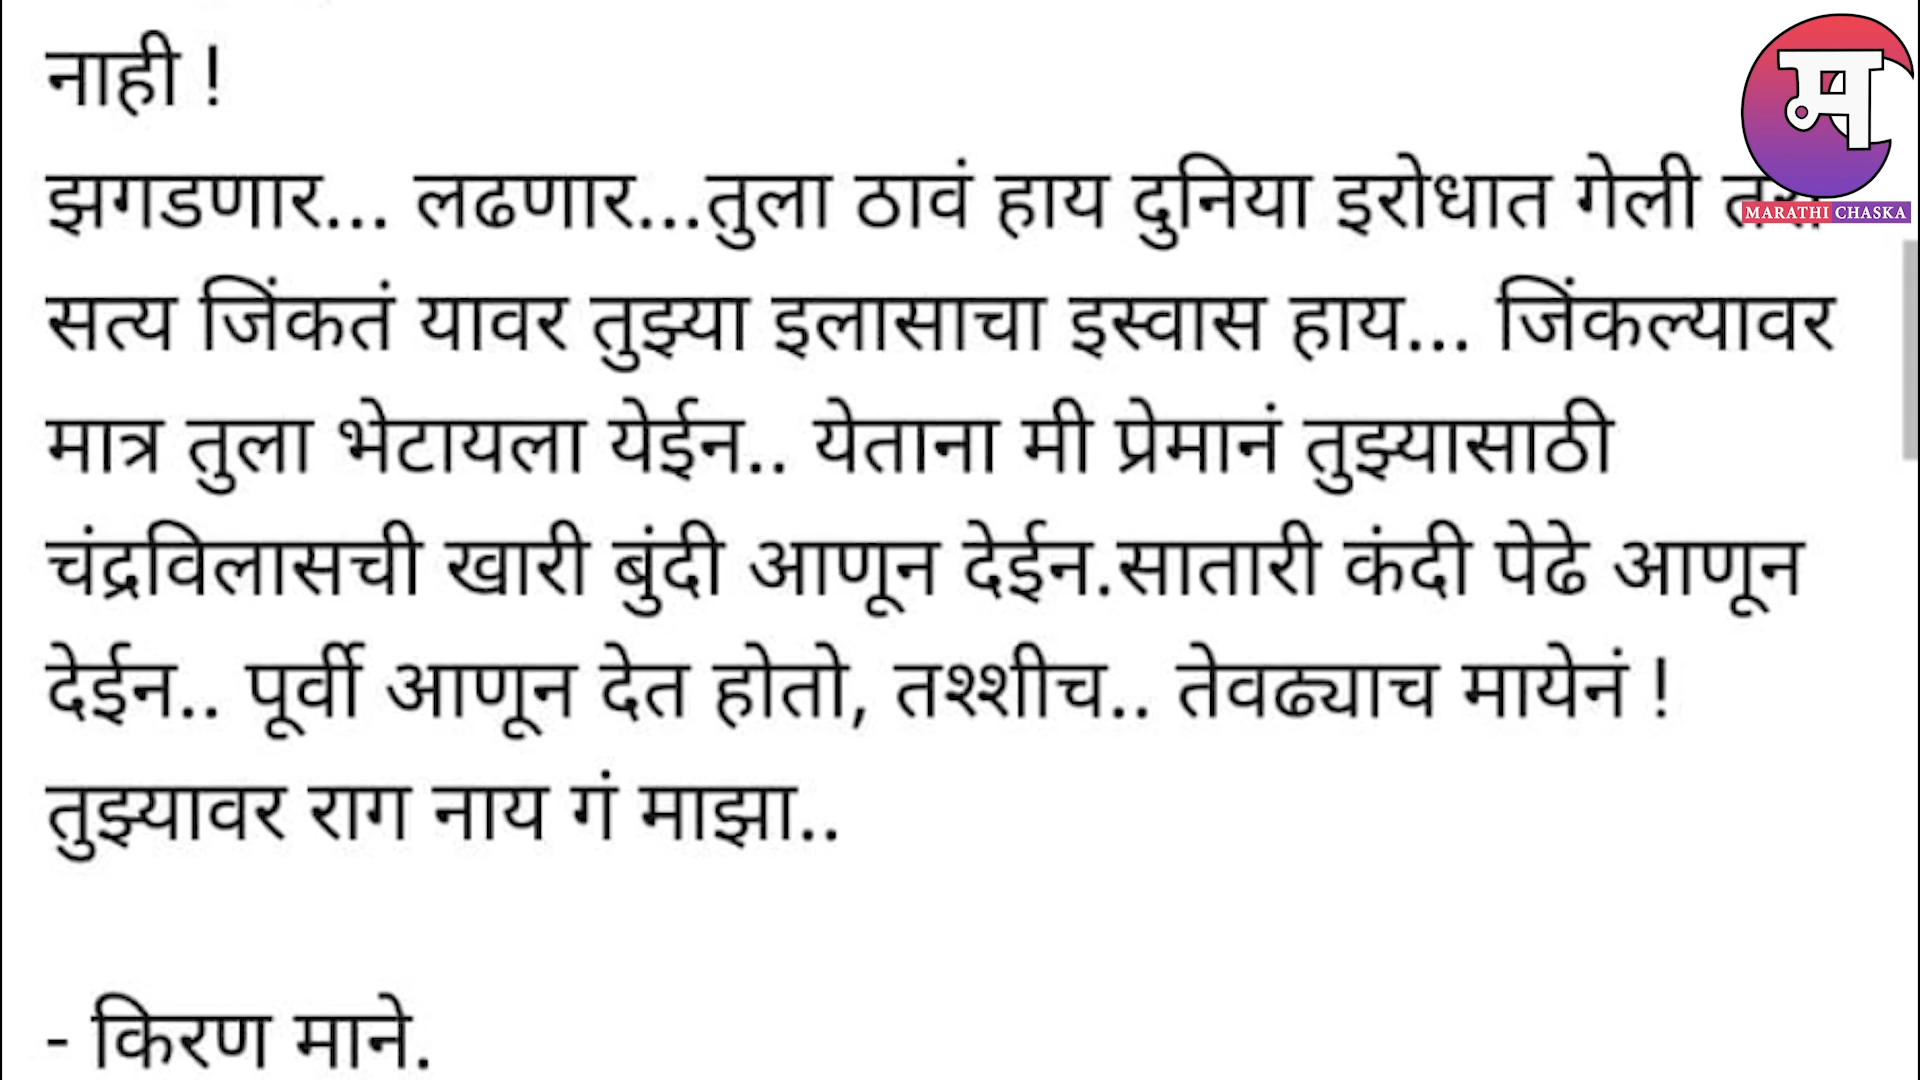 नाही !
झगडणार... लढणार...तुला ठावं हाय दुनिया इरोधात गेली
सत्य जिंकतं यावर तुझ्या इलासाचा इस्वास हाय... जिंकल्यावर
मात्र तुला भेटायला येईन.. येताना मी प्रेमानं तुझ्यासाठी
चंद्रविलासची खारी बुंदी आणून देईन.सातारी कंदी पेढे आणून
देईन.. पूर्वी आणून देत होतो, तश्शीच.. तेवढ्याच मायेनं !
तुझ्यावर राग नाय गं माझा..
- किरण माने.
म
MARATHI CHASKA